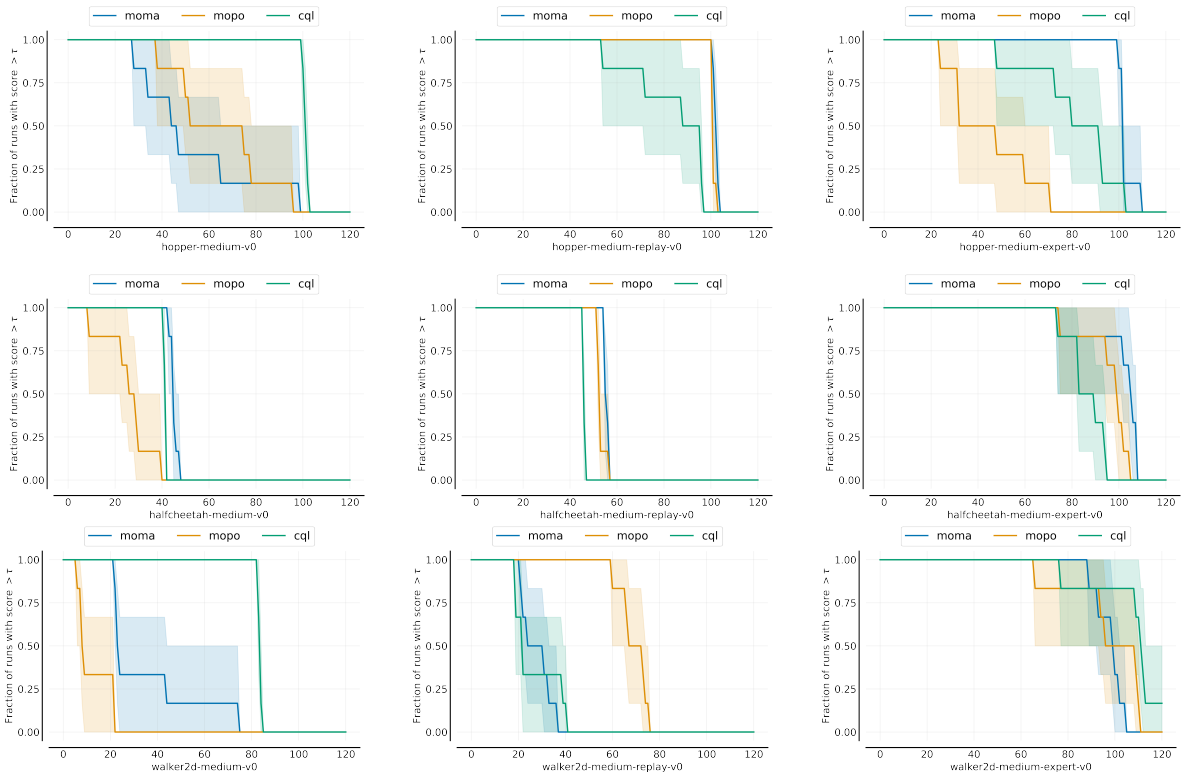 moma mopo cql
Fraction of runs with score > τ
1.00
0.75
0.50
0.25
0.00
0 20 40 60 80 100 120
hopper-medium-v0
moma mopo cql
Fraction of runs with score > τ
1.00
0.75
0.50
0.25
0.00
0 20 40 60 80 100 120
hopper-medium-replay-v0
moma mopo cql
Fraction of runs with score > τ
1.00
0.75
0.50
0.25
0.00
0 20 40 60 80 100 120
hopper-medium-expert-v0
moma mopo cql
Fraction of runs with score > τ
1.00
0.75
0.50
0.25
0.00
0 20 40 60 80 100 120
halfcheetah-medium-v0
moma mopo cql
Fraction of runs with score > τ
1.00
0.75
0.50
0.25
0.00
0 20 40 60 80 100 120
halfcheetah-medium-replay-v0
moma mopo cql
Fraction of runs with score > τ
1.00
0.75
0.50
0.25
0.00
0 20 40 60 80 100 120
halfcheetah-medium-expert-v0
moma mopo cql
Fraction of runs with score > τ
1.00
0.75
0.50
0.25
0.00
0 20 40 60 80 100 120
walker2d-medium-v0
moma mopo cql
Fraction of runs with score > τ
1.00
0.75
0.50
0.25
0.00
0 20 40 60 80 100 120
walker2d-medium-replay-v0
moma mopo cql
Fraction of runs with score > τ
1.00
0.75
0.50
0.25
0.00
0 20 40 60 80 100 120
walker2d-medium-expert-v0